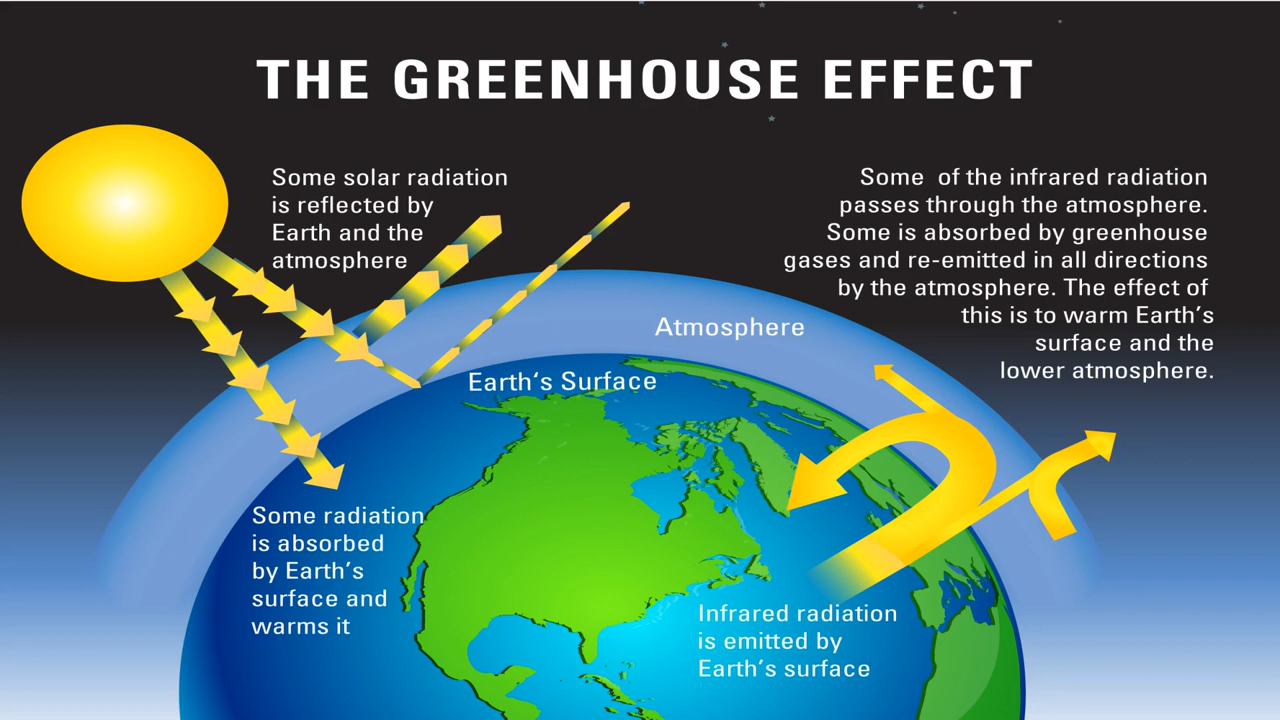 THE GREENHOUSE EFFECT
Some solar radiation
is reflected by
Earth and the
atmosphere
Some of the infrared radiation
passes through the atmosphere.
Some is absorbed by greenhouse
gases and re-emitted in all directions
by the atmosphere. The effect of
this is to warm Earth's
surface and the
lower atmosphere.
Atmosphere
Earth‘s Surface
Some radiation
is absorbed
by Earth's
surface and
warms it
Infrared radiation
is emitted by
Earth's surface